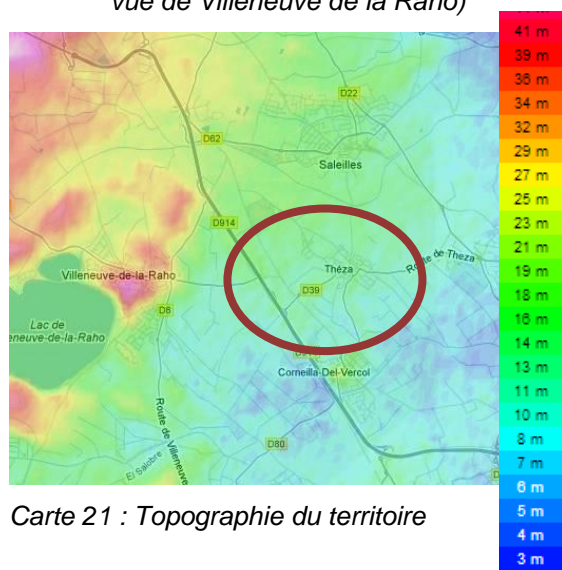 vue de Villeneuve de la Raho)
D22
D62
Saleilles
D914
Théza
Route de Theza
Villeneuve-de-la-Raho
D39
D8
Lac de
eneuve-de-la-Raho
Corneilla-Del-Vercol
Route de Villeneuve
D80
El Salobre
Carte 21 : Topographie du territoire
41 m
39 m
36 m
34 m
32 m
29 m
27 m
25 m
23 m
21 m
19 m
18 m
16 m
14 m
13 m
11 m
10 m
8 m
7 m
6 m
5 m
4 m
3 m